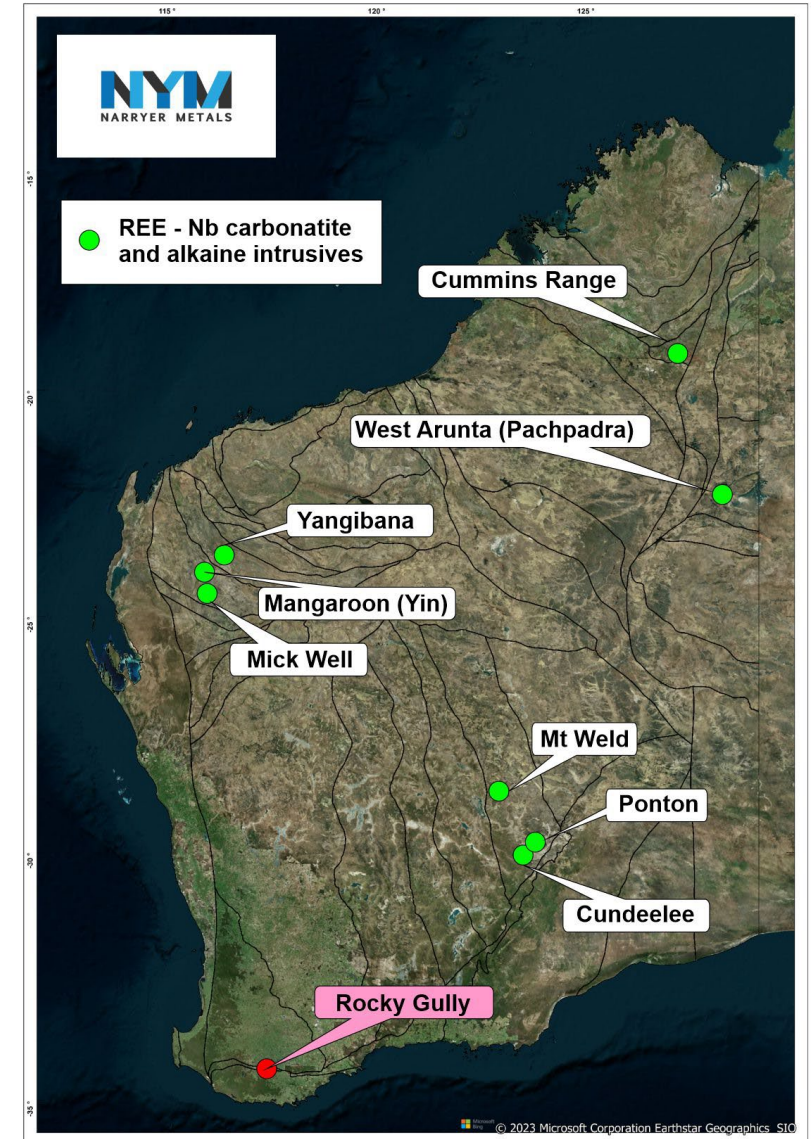 115 °
120 °
125 °
NYM
NARRYER METALS
-15 °
REE - Nb carbonatite
and alkaine intrusives
Cummins Range
-20 °
West Arunta (Pachpadra)
Yangibana
Mangaroon (Yin)
-25 °
Mick Well
Mt Weld
Ponton
-30 °
Cundeelee
Rocky Gully
-35 °
Microsoft
Bing
© 2023 Microsoft Corporation Earthstar Geographics SIO